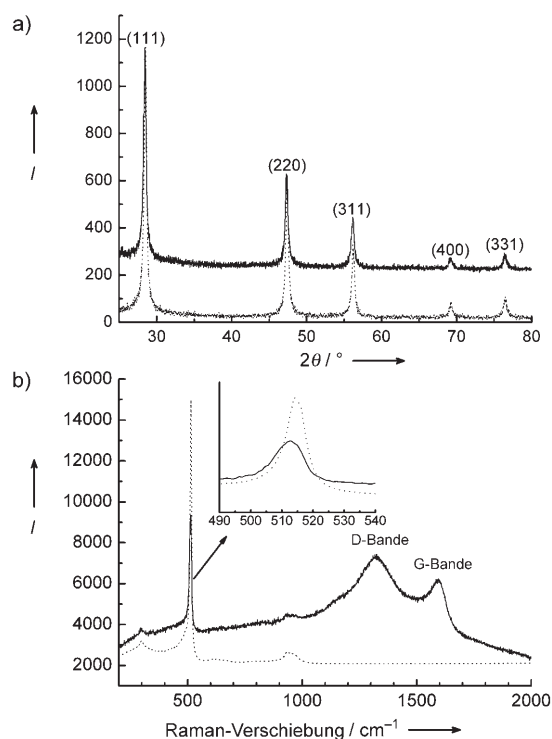 a)
1200
1000
800
600
400
200
0
I
(111)
(220)
(311)
(400)
(331)
30 40 50 60 70 80
2θ / °
b)
16000
14000
12000
10000
8000
6000
4000
2000
I
490 500 510 520 530 540
D-Bande
G-Bande
500 1000 1500 2000
Raman-Verschiebung / cm⁻¹